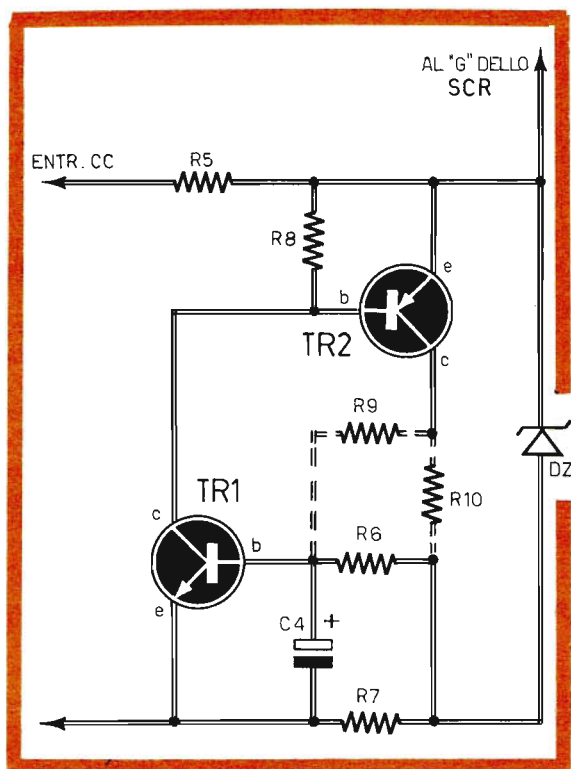 AL "G" DELLO
SCR
ENTR. CC
R5
R8
e
b
TR2
c
R9
R10
DZ
TR1
c
b
R6
e
C4 +
R7